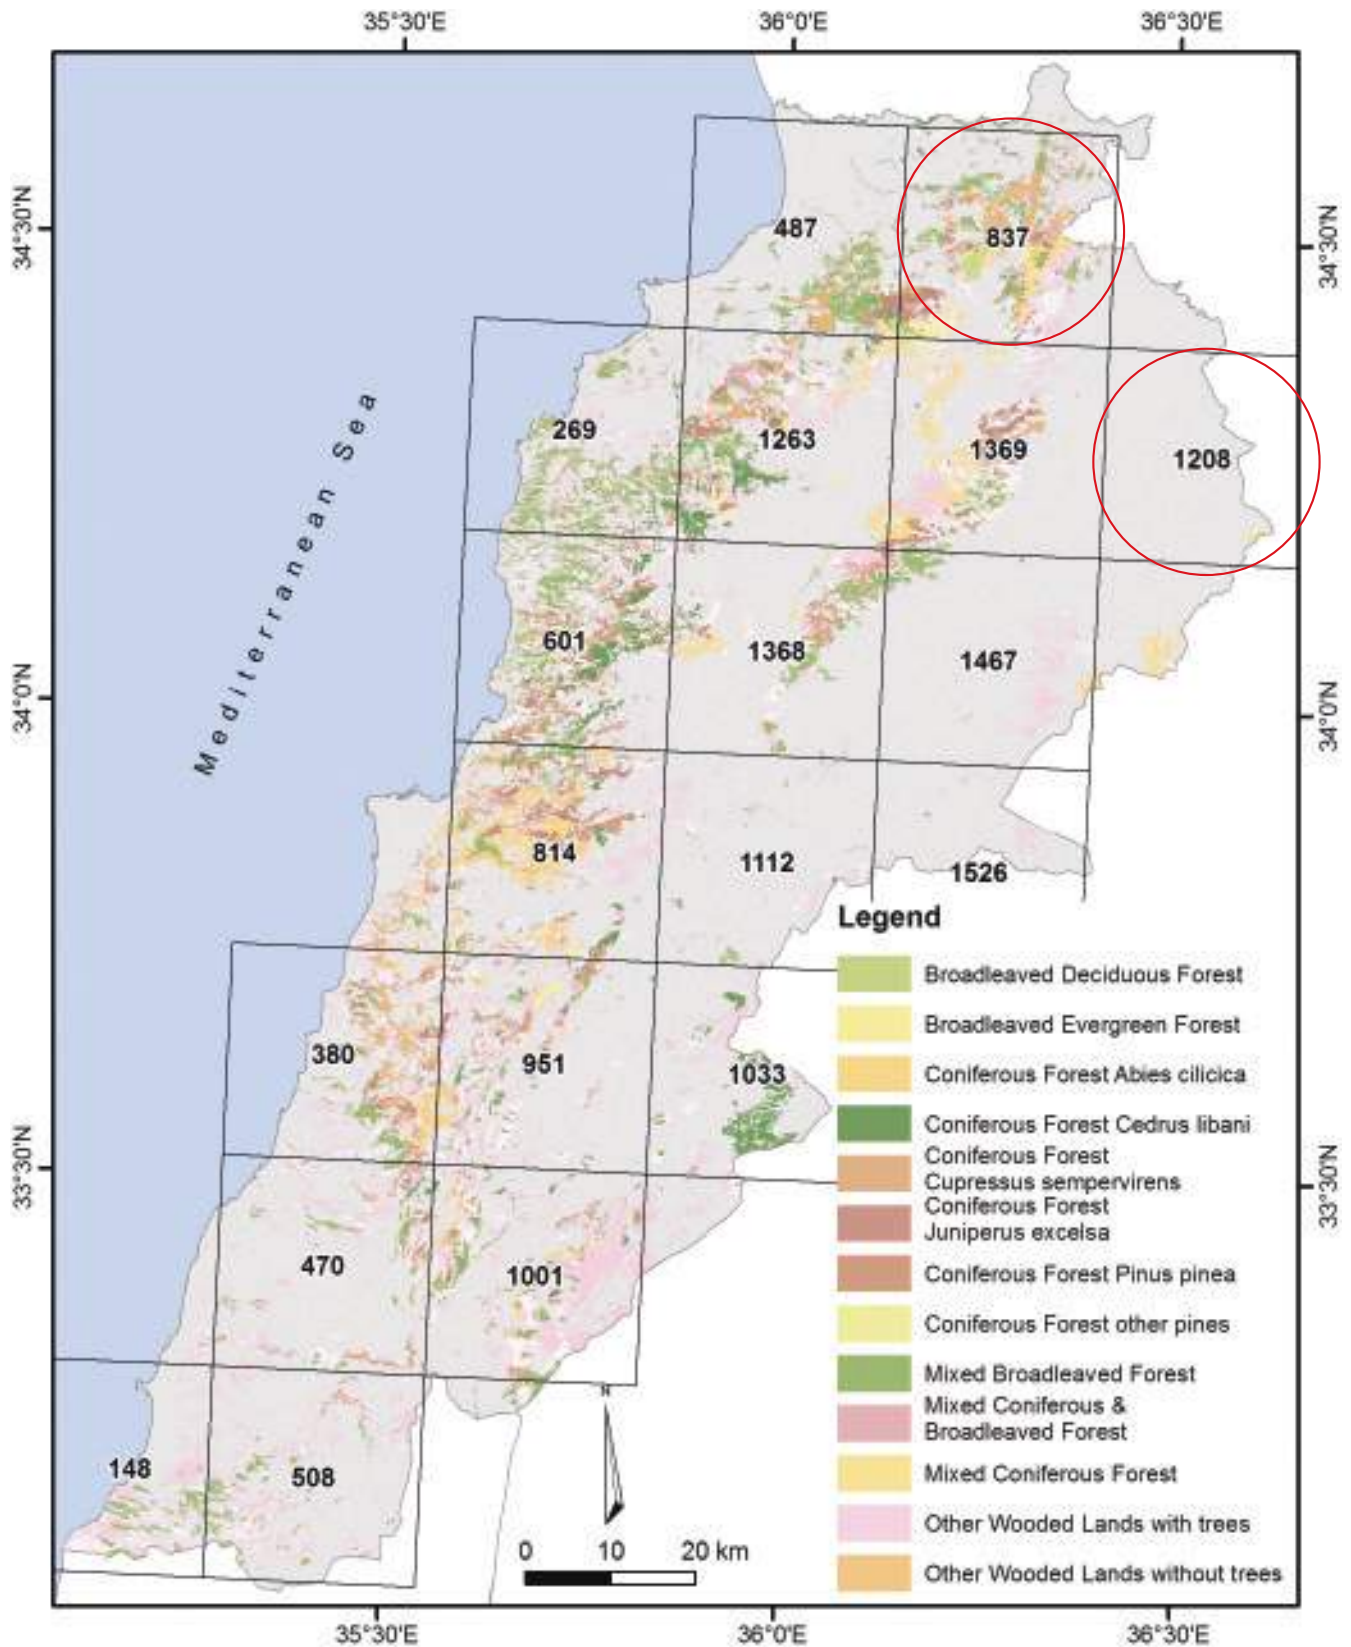 35°30'E 36°0'E 36°30'E
34°30'N
34°30'N
487
837
Mediterranean Sea
269
1263
1369
1208
601
1368
1467
34°0'N
34°0'N
814
1112
1526
Legend
Broadleaved Deciduous Forest
Broadleaved Evergreen Forest
Coniferous Forest Abies cilicica
Coniferous Forest Cedrus libani
Coniferous Forest
Cupressus sempervirens
Coniferous Forest
Juniperus excelsa
Coniferous Forest Pinus pinea
Coniferous Forest other pines
Mixed Broadleaved Forest
Mixed Coniferous &
Broadleaved Forest
Mixed Coniferous Forest
Other Wooded Lands with trees
Other Wooded Lands without trees
380
951
1033
33°30'N
33°30'N
470
1001
N
148
508
0 10 20 km
35°30'E 36°0'E 36°30'E